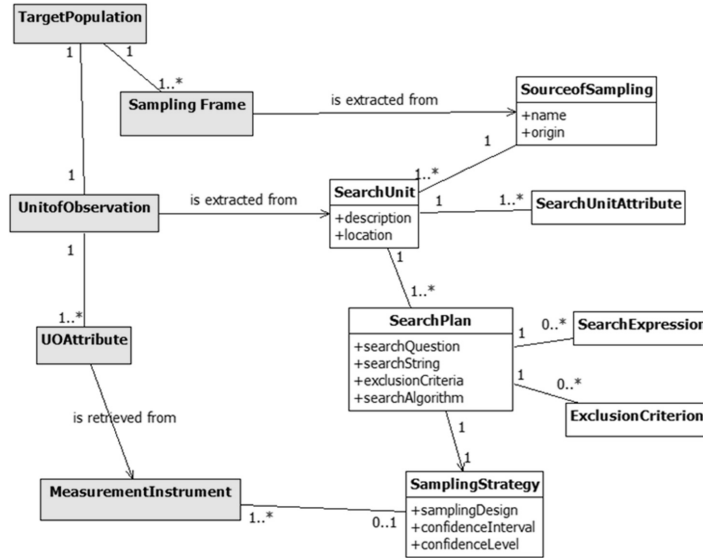 TargetPopulation
1
1
1..*
Sampling Frame
is extracted from
SourceofSampling
+name
+origin
1
1..*
1
UnitofObservation
is extracted from
SearchUnit
+description
+location
1
1..*
SearchUnitAttribute
1
1
1..*
1..*
UOAttribute
SearchPlan
+searchQuestion
+searchString
+exclusionCriteria
+searchAlgorithm
1
0..*
SearchExpression
1
0..*
ExclusionCriterion
is retrieved from
1
1
MeasurementInstrument
1..*
0..1
SamplingStrategy
+samplingDesign
+confidenceInterval
+confidenceLevel